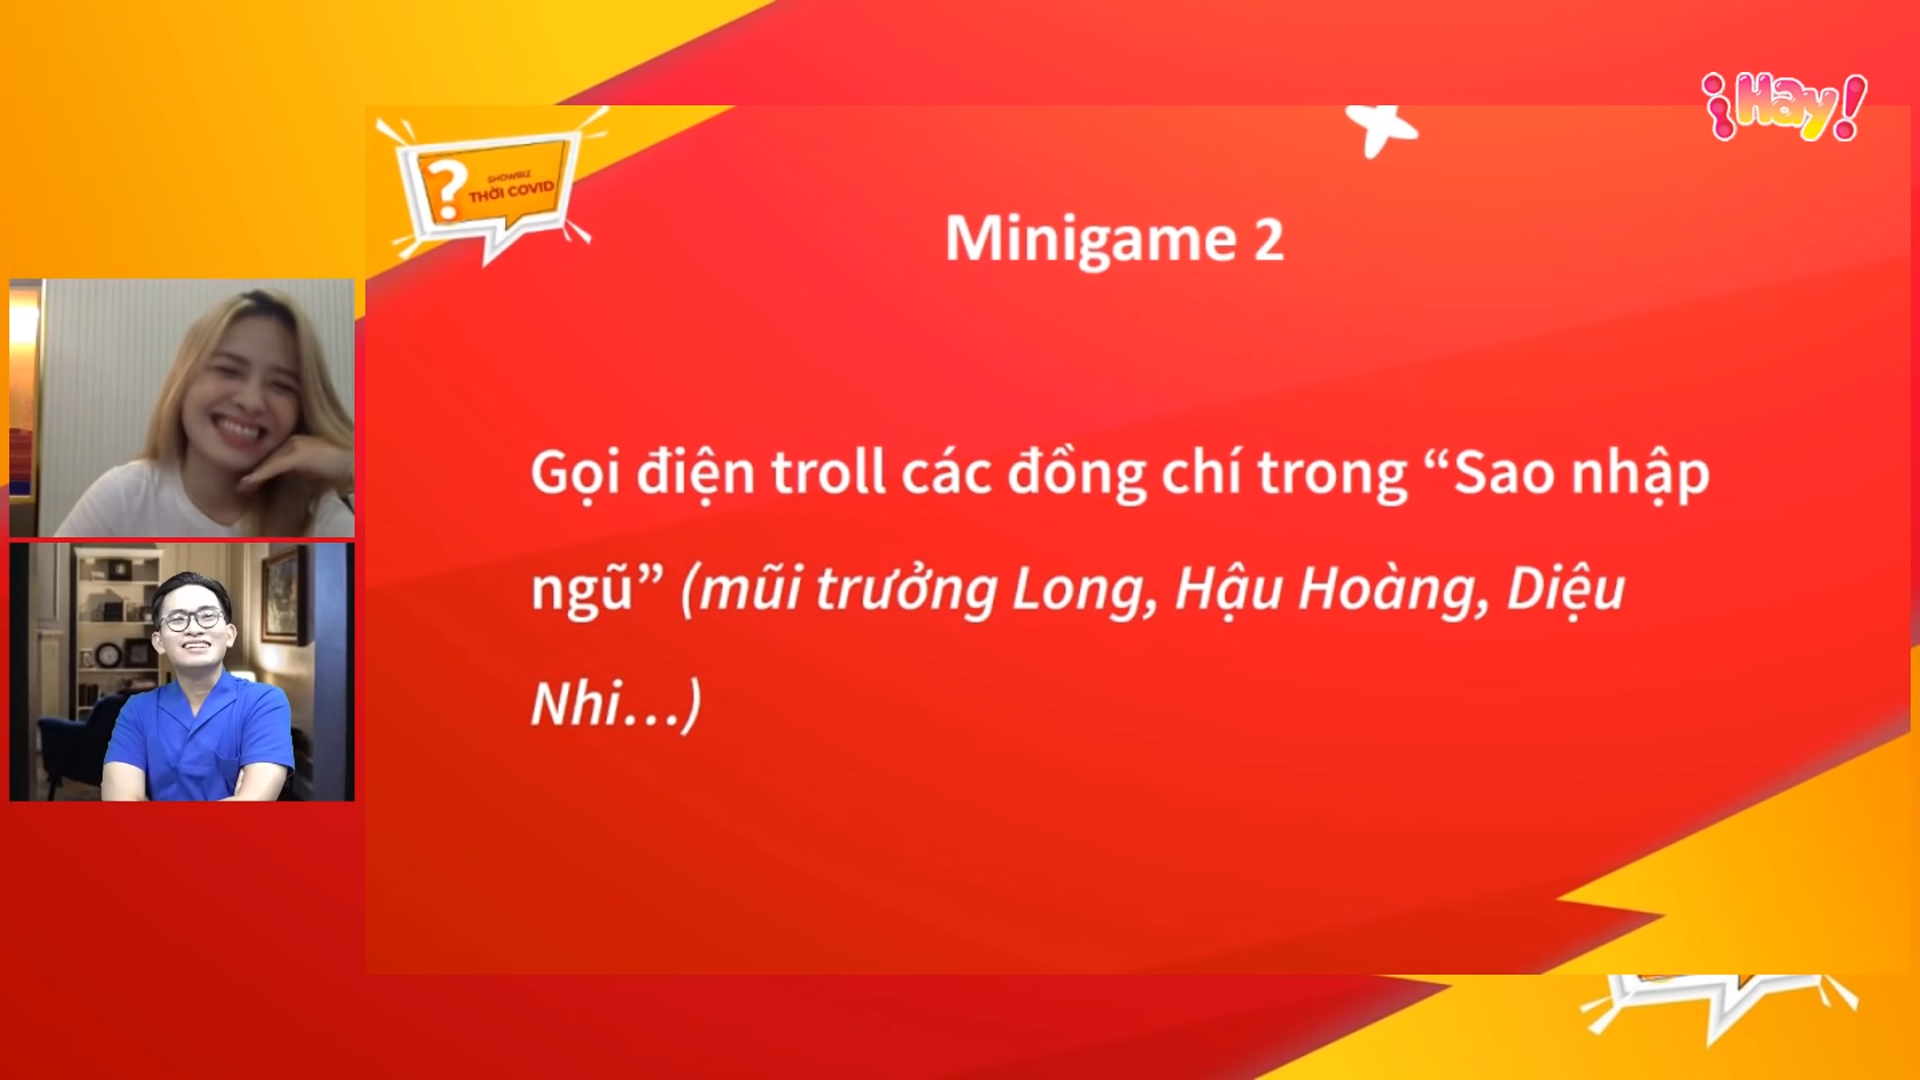 ¡Hay!
SHOWBIZ
THỜI COVID
Minigame 2
Gọi điện troll các đồng chí trong “Sao nhập
ngũ” (mũi trưởng Long, Hậu Hoàng, Diệu
Nhi...)